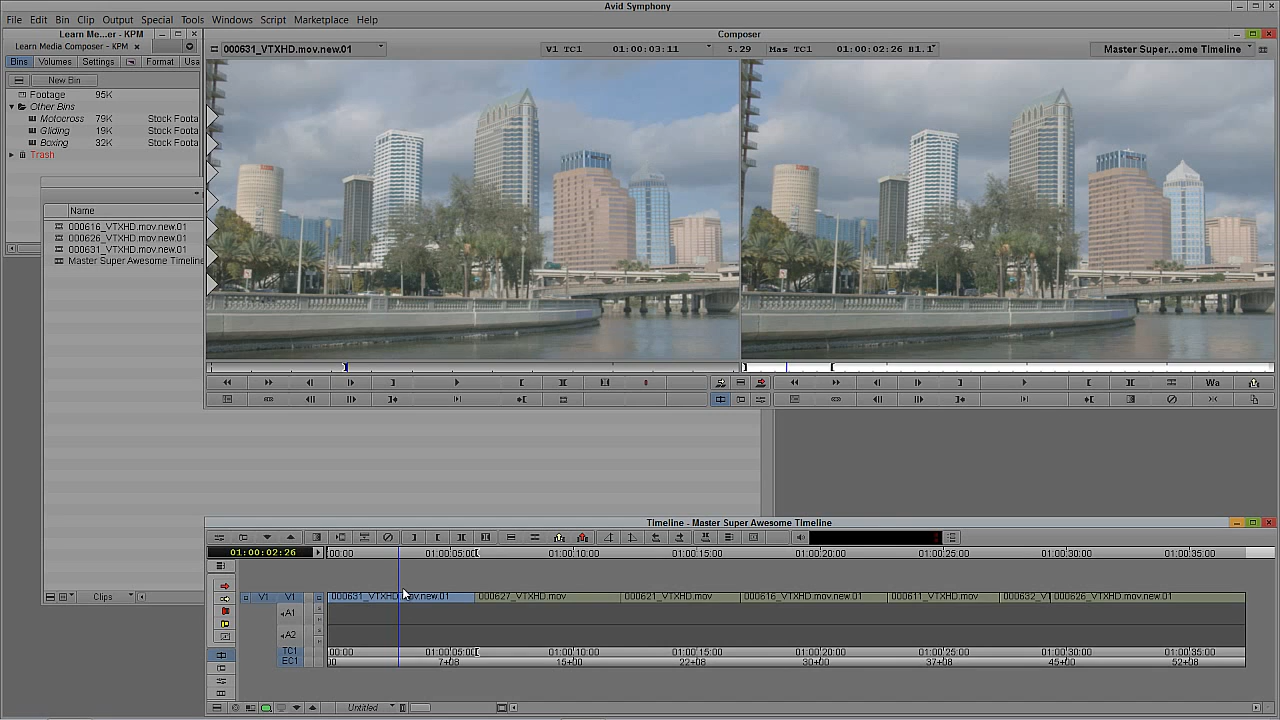 Avid Symphony
File Edit Bin Clip Output Special Tools Windows Script Marketplace Help
Learn Me...er - KPM
Composer
Learn Media Composer - KPM
000631_VTXHD.mov.new.01
V1 TC1 01:00:03:11 5.29 Mas TC1 01:00:02:26 B1.1
Master Super...ome Timeline
Bins Volumes Settings Format Usa
New Bin
Footage 95K
Other Bins
Motocross 79K Stock Foota
Gliding 19K Stock Foota
Boxing 32K Stock Foota
Trash
Name
000616_VTXHD.mov.new.01
000626_VTXHD.mov.new.01
000631_VTXHD.mov.new.01
Master Super Awesome Timeline
Wa
Timeline - Master Super Awesome Timeline
01:00:02:26
00:00 01:00:05:00 01:00:10:00 01:00:15:00 01:00:20:00 01:00:25:00 01:00:30:00 01:00:35:00
V1 V1 000631_VTXHD.mov.new.01 000627_VTXHD.mov 000621_VTXHD.mov 000616_VTXHD.mov.new.01 000611_VTXHD.mov 000632_V 000626_VTXHD.mov.new.01
A1
A2
TC1 00:00 01:00:05:00 01:00:10:00 01:00:15:00 01:00:20:00 01:00:25:00 01:00:30:00 01:00:35:00
EC1 00 7+08 15+00 22+08 30+00 37+08 45+00 52+08
Clips
Untitled